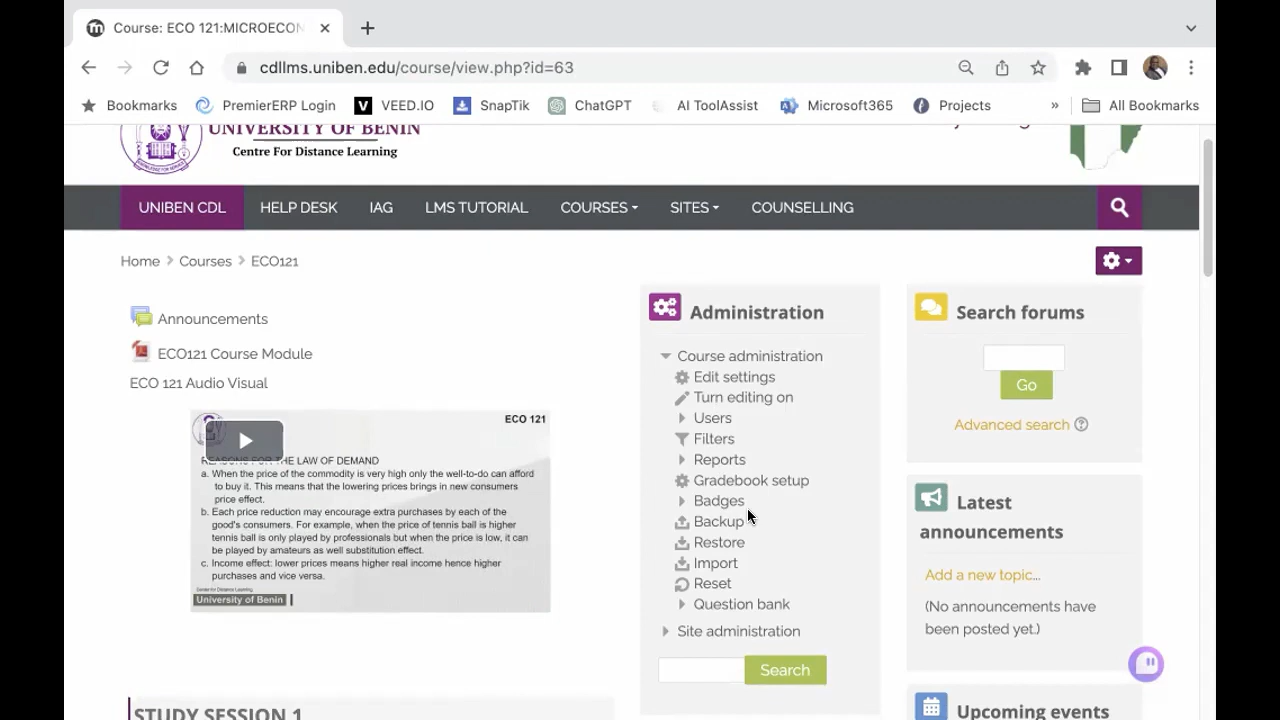 Course: ECO 121:MICROECON
cdllms.uniben.edu/course/view.php?id=63
Bookmarks
PremierERP Login
VEED.IO
SnapTik
ChatGPT
AI ToolAssist
Microsoft365
Projects
»
All Bookmarks
UNIVERSITY OF BENIN
Centre For Distance Learning
UNIBEN CDL
HELP DESK
IAG
LMS TUTORIAL
COURSES
SITES
COUNSELLING
Home > Courses > ECO121
Announcements
ECO121 Course Module
ECO 121 Audio Visual
ECO 121
REASONS FOR THE LAW OF DEMAND
a. When the price of the commodity is very high only the well-to-do can afford
to buy it. This means that the lowering prices brings in new consumers
price effect.
b. Each price reduction may encourage extra purchases by each of the
good's consumers. For example, when the price of tennis ball is higher
tennis ball is only played by professionals but when the price is low, it can
be played by amateurs as well substitution effect.
c. Income effect: lower prices means higher real income hence higher
purchases and vice versa.
Center for Distance Learning
University of Benin
STUDY SESSION 1
Administration
Course administration
Edit settings
Turn editing on
Users
Filters
Reports
Gradebook setup
Badges
Backup
Restore
Import
Reset
Question bank
Site administration
Search
Search forums
Go
Advanced search
Latest
announcements
Add a new topic...
(No announcements have
been posted yet.)
Upcoming events